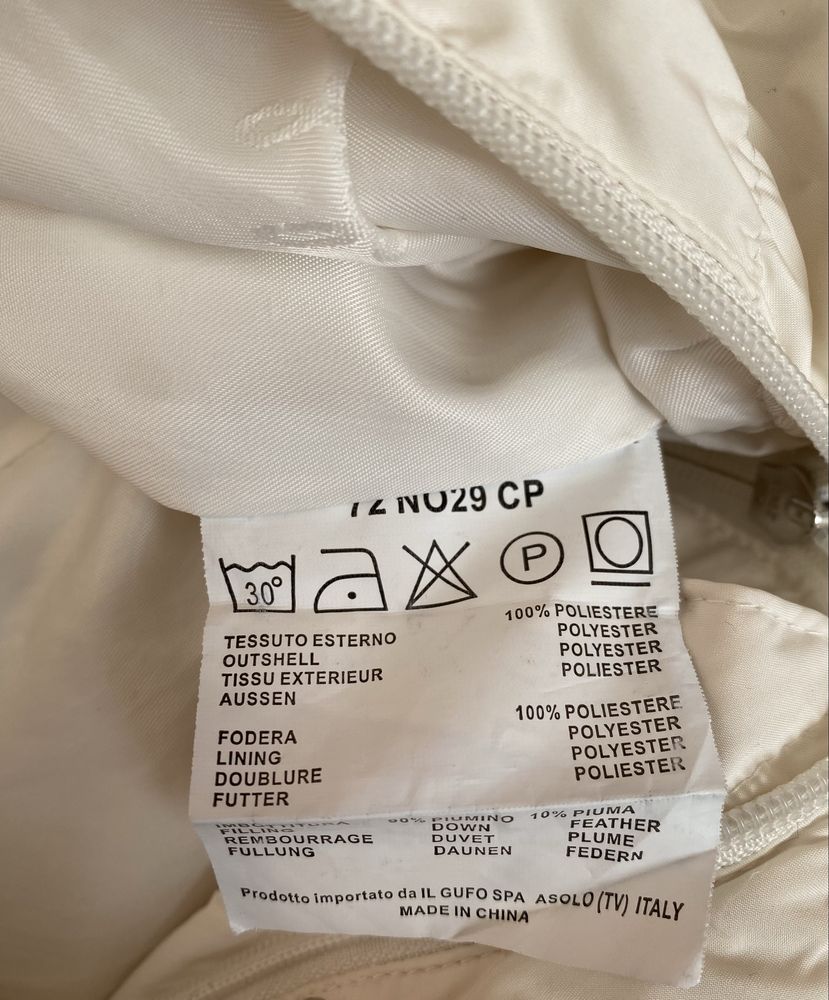 72 NO29 CP
30°
P
TESSUTO ESTERNO 100% POLIESTERE
OUTSHELL POLYESTER
TISSU EXTERIEUR POLYESTER
AUSSEN POLIESTER
FODERA 100% POLIESTERE
LINING POLYESTER
DOUBLURE POLYESTER
FUTTER POLIESTER
IMBOTTITURA 90% PIUMINO 10% PIUMA
FILLING DOWN FEATHER
REMBOURRAGE DUVET PLUME
FULLUNG DAUNEN FEDERN
Prodotto importato da IL GUFO SPA ASOLO (TV) ITALY
MADE IN CHINA